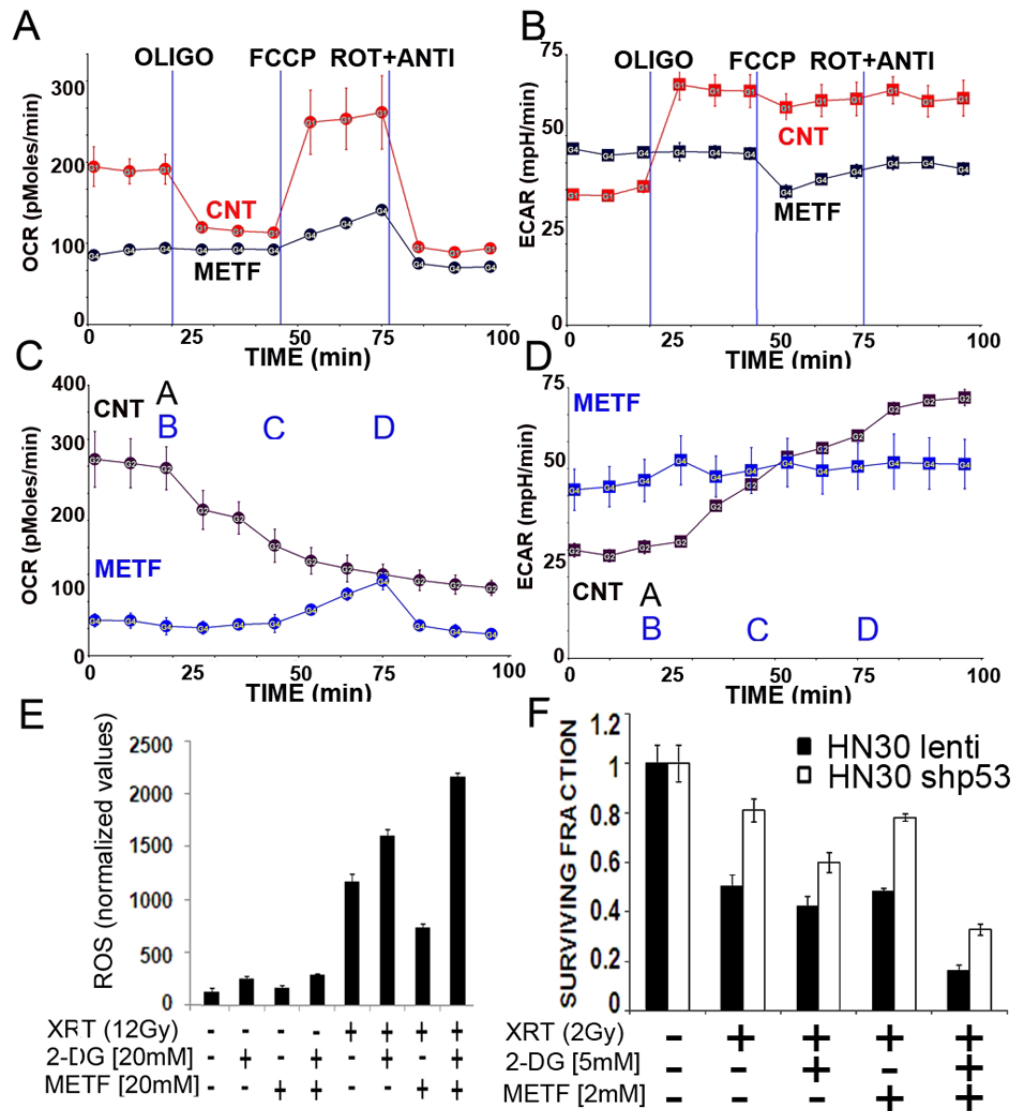 A
OLIGO FCCP ROT+ANTI
OCR (pMoles/min)
300
200
100
0
CNT
METF
0 25 50 75 100
TIME (min)
B
OLIGO FCCP ROT+ANTI
ECAR (mpH/min)
75
50
25
0
CNT
METF
0 25 50 75 100
TIME (min)
C
OCR (pMoles/min)
400
300
200
100
0
CNT
A
B C D
METF
0 25 50 75 100
TIME (min)
D
ECAR (mpH/min)
75
50
25
0
METF
CNT
A
B C D
0 25 50 75 100
TIME (min)
E
ROS (normalized values)
2500
2000
1500
1000
500
0
XRT (12Gy) - - - - + + + +
2-DG [20mM] - + - + - + - +
METF [20mM] - - + + - - + +
F
SURVIVING FRACTION
1.2
1
0.8
0.6
0.4
0.2
0
HN30 lenti
HN30 shp53
XRT (2Gy) - + + + +
2-DG [5mM] - - + - +
METF [2mM] - - - + +